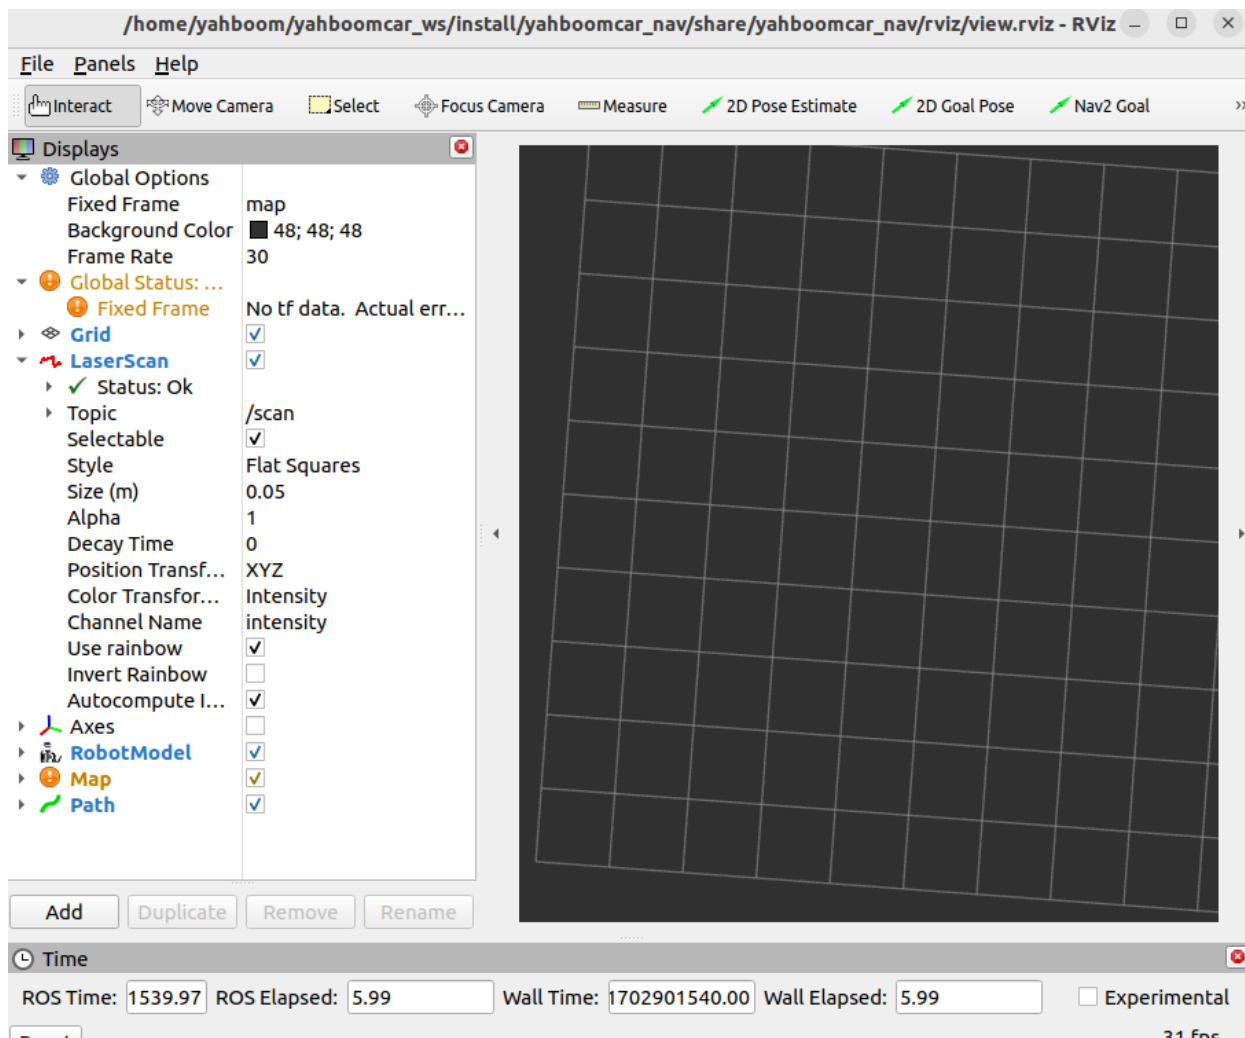 /home/yahboom/yahboomcar_ws/install/yahboomcar_nav/share/yahboomcar_nav/rviz/view.rviz - RViz
File Panels Help
Interact Move Camera Select Focus Camera Measure 2D Pose Estimate 2D Goal Pose Nav2 Goal
Displays
Global Options
Fixed Frame map
Background Color 48; 48; 48
Frame Rate 30
Global Status: ...
Fixed Frame No tf data. Actual err...
Grid
LaserScan
Status: Ok
Topic /scan
Selectable
Style Flat Squares
Size (m) 0.05
Alpha 1
Decay Time 0
Position Transf... XYZ
Color Transfor... Intensity
Channel Name intensity
Use rainbow
Invert Rainbow
Autocompute I...
Axes
RobotModel
Map
Path
Add Duplicate Remove Rename
Time
ROS Time: 1539.97 ROS Elapsed: 5.99 Wall Time: 1702901540.00 Wall Elapsed: 5.99 Experimental
31 fps